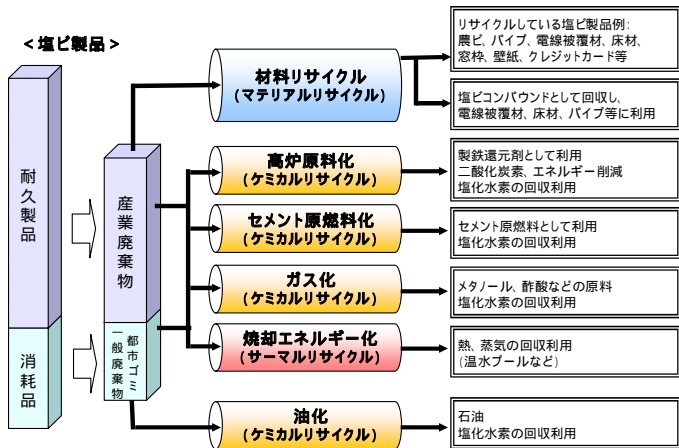 <塩ビ製品>
耐久製品
消耗品
産業廃棄物
都市ゴミ
一般廃棄物
材料リサイクル
(マテリアルリサイクル)
リサイクルしている塩ビ製品例:
農ビ、パイプ、電線被覆材、床材、
窓枠、壁紙、クレジットカード等
塩ビコンパウンドとして回収し、
電線被覆材、床材、パイプ等に利用
高炉原料化
(ケミカルリサイクル)
製鉄還元剤として利用
二酸化炭素、エネルギー削減
塩化水素の回収利用
セメント原燃料化
(ケミカルリサイクル)
セメント原燃料として利用
塩化水素の回収利用
ガス化
(ケミカルリサイクル)
メタノール、酢酸などの原料
塩化水素の回収利用
焼却エネルギー化
(サーマルリサイクル)
熱、蒸気の回収利用
(温水プールなど)
油化
(ケミカルリサイクル)
石油
塩化水素の回収利用